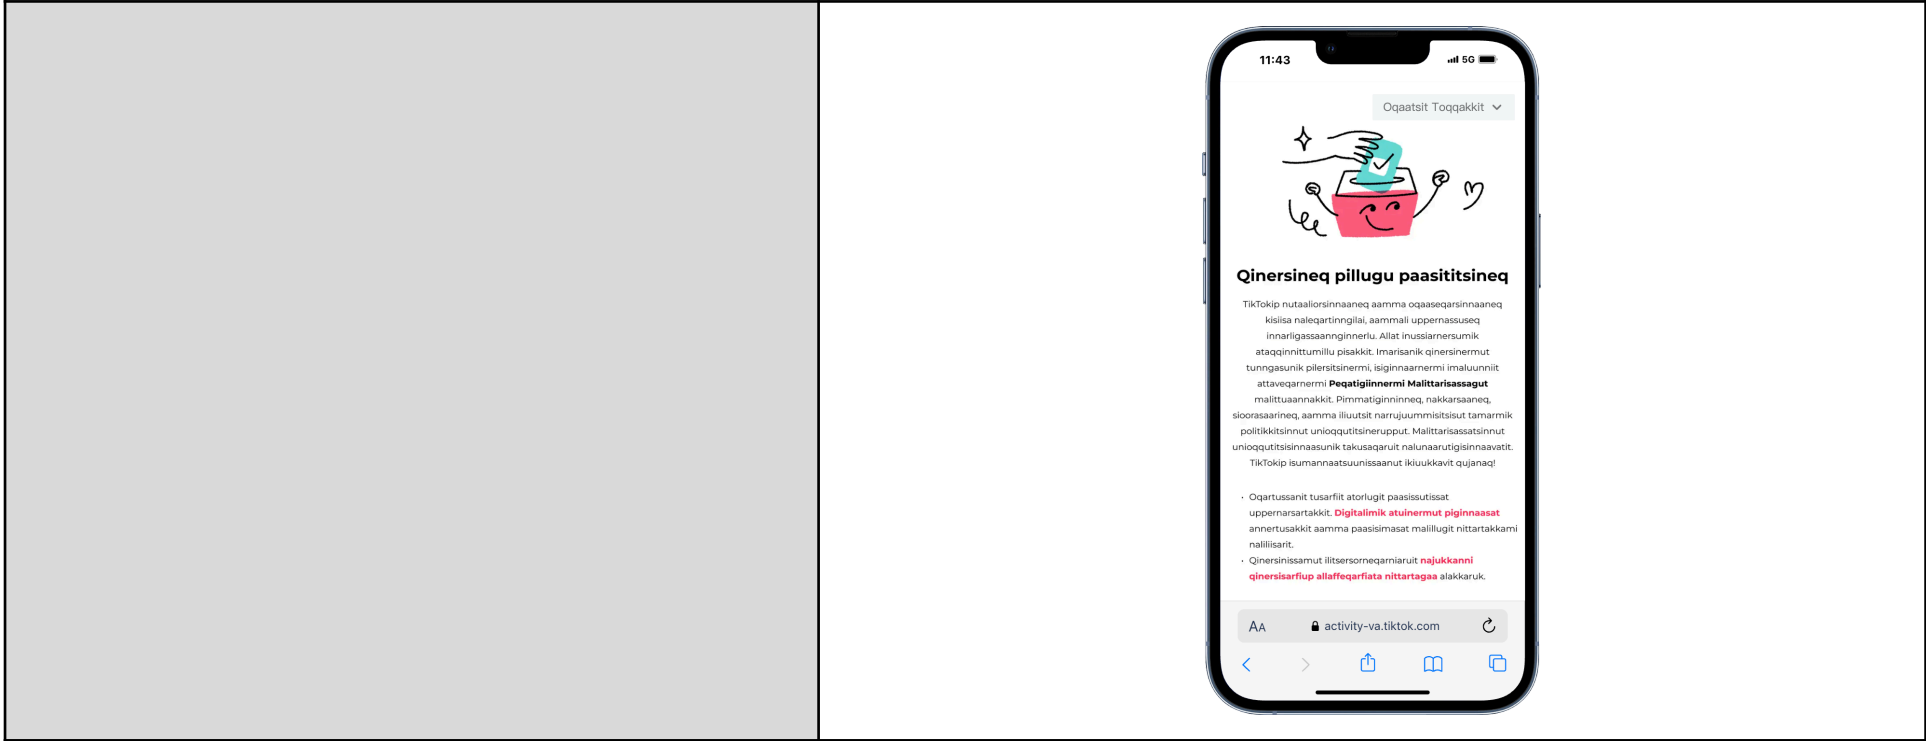 11:43
5G
Oqaatsit Toqqakkit
Qinersineq pillugu paasititsineq
TikTokip nutaaliorsinnaaneq aamma oqaaseqarsinnaaneq
kisiisa naleqartinngilai, aammali uppernassuseq
innarligassaannginnerlu. Allat inussiarnersumik
ataqqinnittumillu pisakkit. Imarisanik qinersinermut
tunngasunik pilersitsinermi, isiginnaarnermi imaluunniit
attaveqarnermi Peqatigiinnermi Malittarisassagut
malittuaannakkit. Pimmatiginninneq, nakkarsaaneq,
sioorasaarineq, aamma iliuutsit narrujuummisitsisut tamarmik
politikkitsinnut unioqqutitsinerupput. Malittarisassatsinnut
unioqqutitsisinnaasunik takusaqaruit nalunaarutigisinnaavatit.
TikTokip isumannaatsuunissaanut ikiuukkavit qujanaq!
• Oqartussanit tusarfiit atorlugit paasissutissat
uppernarsartakkit. Digitalimik atuinermut piginnaasat
annertusakkit aamma paasisimasat malillugit nittartakkami
naliliisarit.
• Qinersinissamut ilitsersorneqarniaruit najukkanni
qinersisarfiup allaffeqarfiata nittartagaa alakkaruk.
AA activity-va.tiktok.com